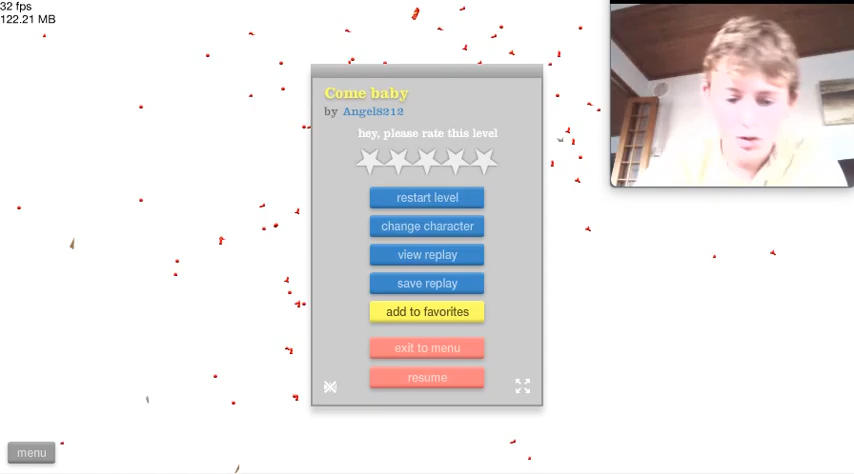 32 fps
122.21 MB
Come baby
by Angel8212
hey, please rate this level
restart level
change character
view replay
save replay
add to favorites
exit to menu
resume
menu